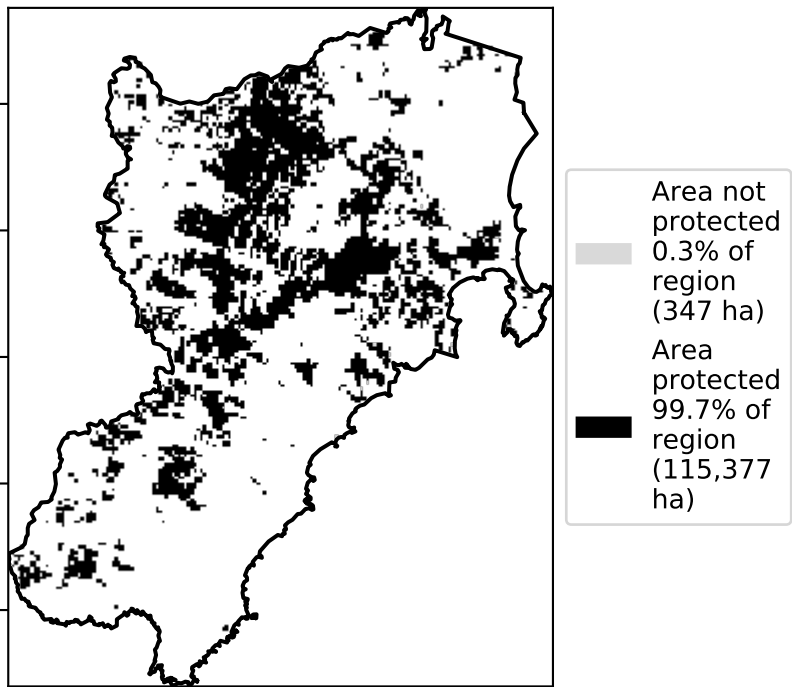 Area not
protected
0.3% of
region
(347 ha)
Area
protected
99.7% of
region
(115,377
ha)